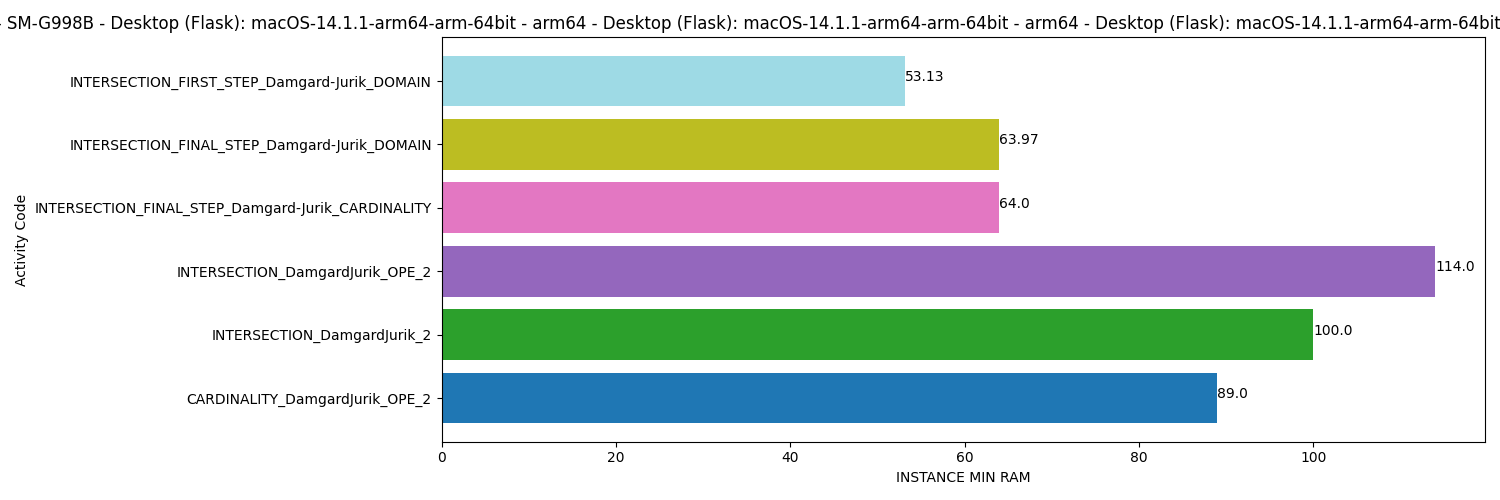 - SM-G998B - Desktop (Flask): macOS-14.1.1-arm64-arm-64bit - arm64 - Desktop (Flask): macOS-14.1.1-arm64-arm-64bit - arm64 - Desktop (Flask): macOS-14.1.1-arm64-arm-64bit
INTERSECTION_FIRST_STEP_Damgard-Jurik_DOMAIN
53.13
INTERSECTION_FINAL_STEP_Damgard-Jurik_DOMAIN
63.97
INTERSECTION_FINAL_STEP_Damgard-Jurik_CARDINALITY
64.0
INTERSECTION_DamgardJurik_OPE_2
114.0
INTERSECTION_DamgardJurik_2
100.0
CARDINALITY_DamgardJurik_OPE_2
89.0
Activity Code
0 20 40 60 80 100
INSTANCE MIN RAM